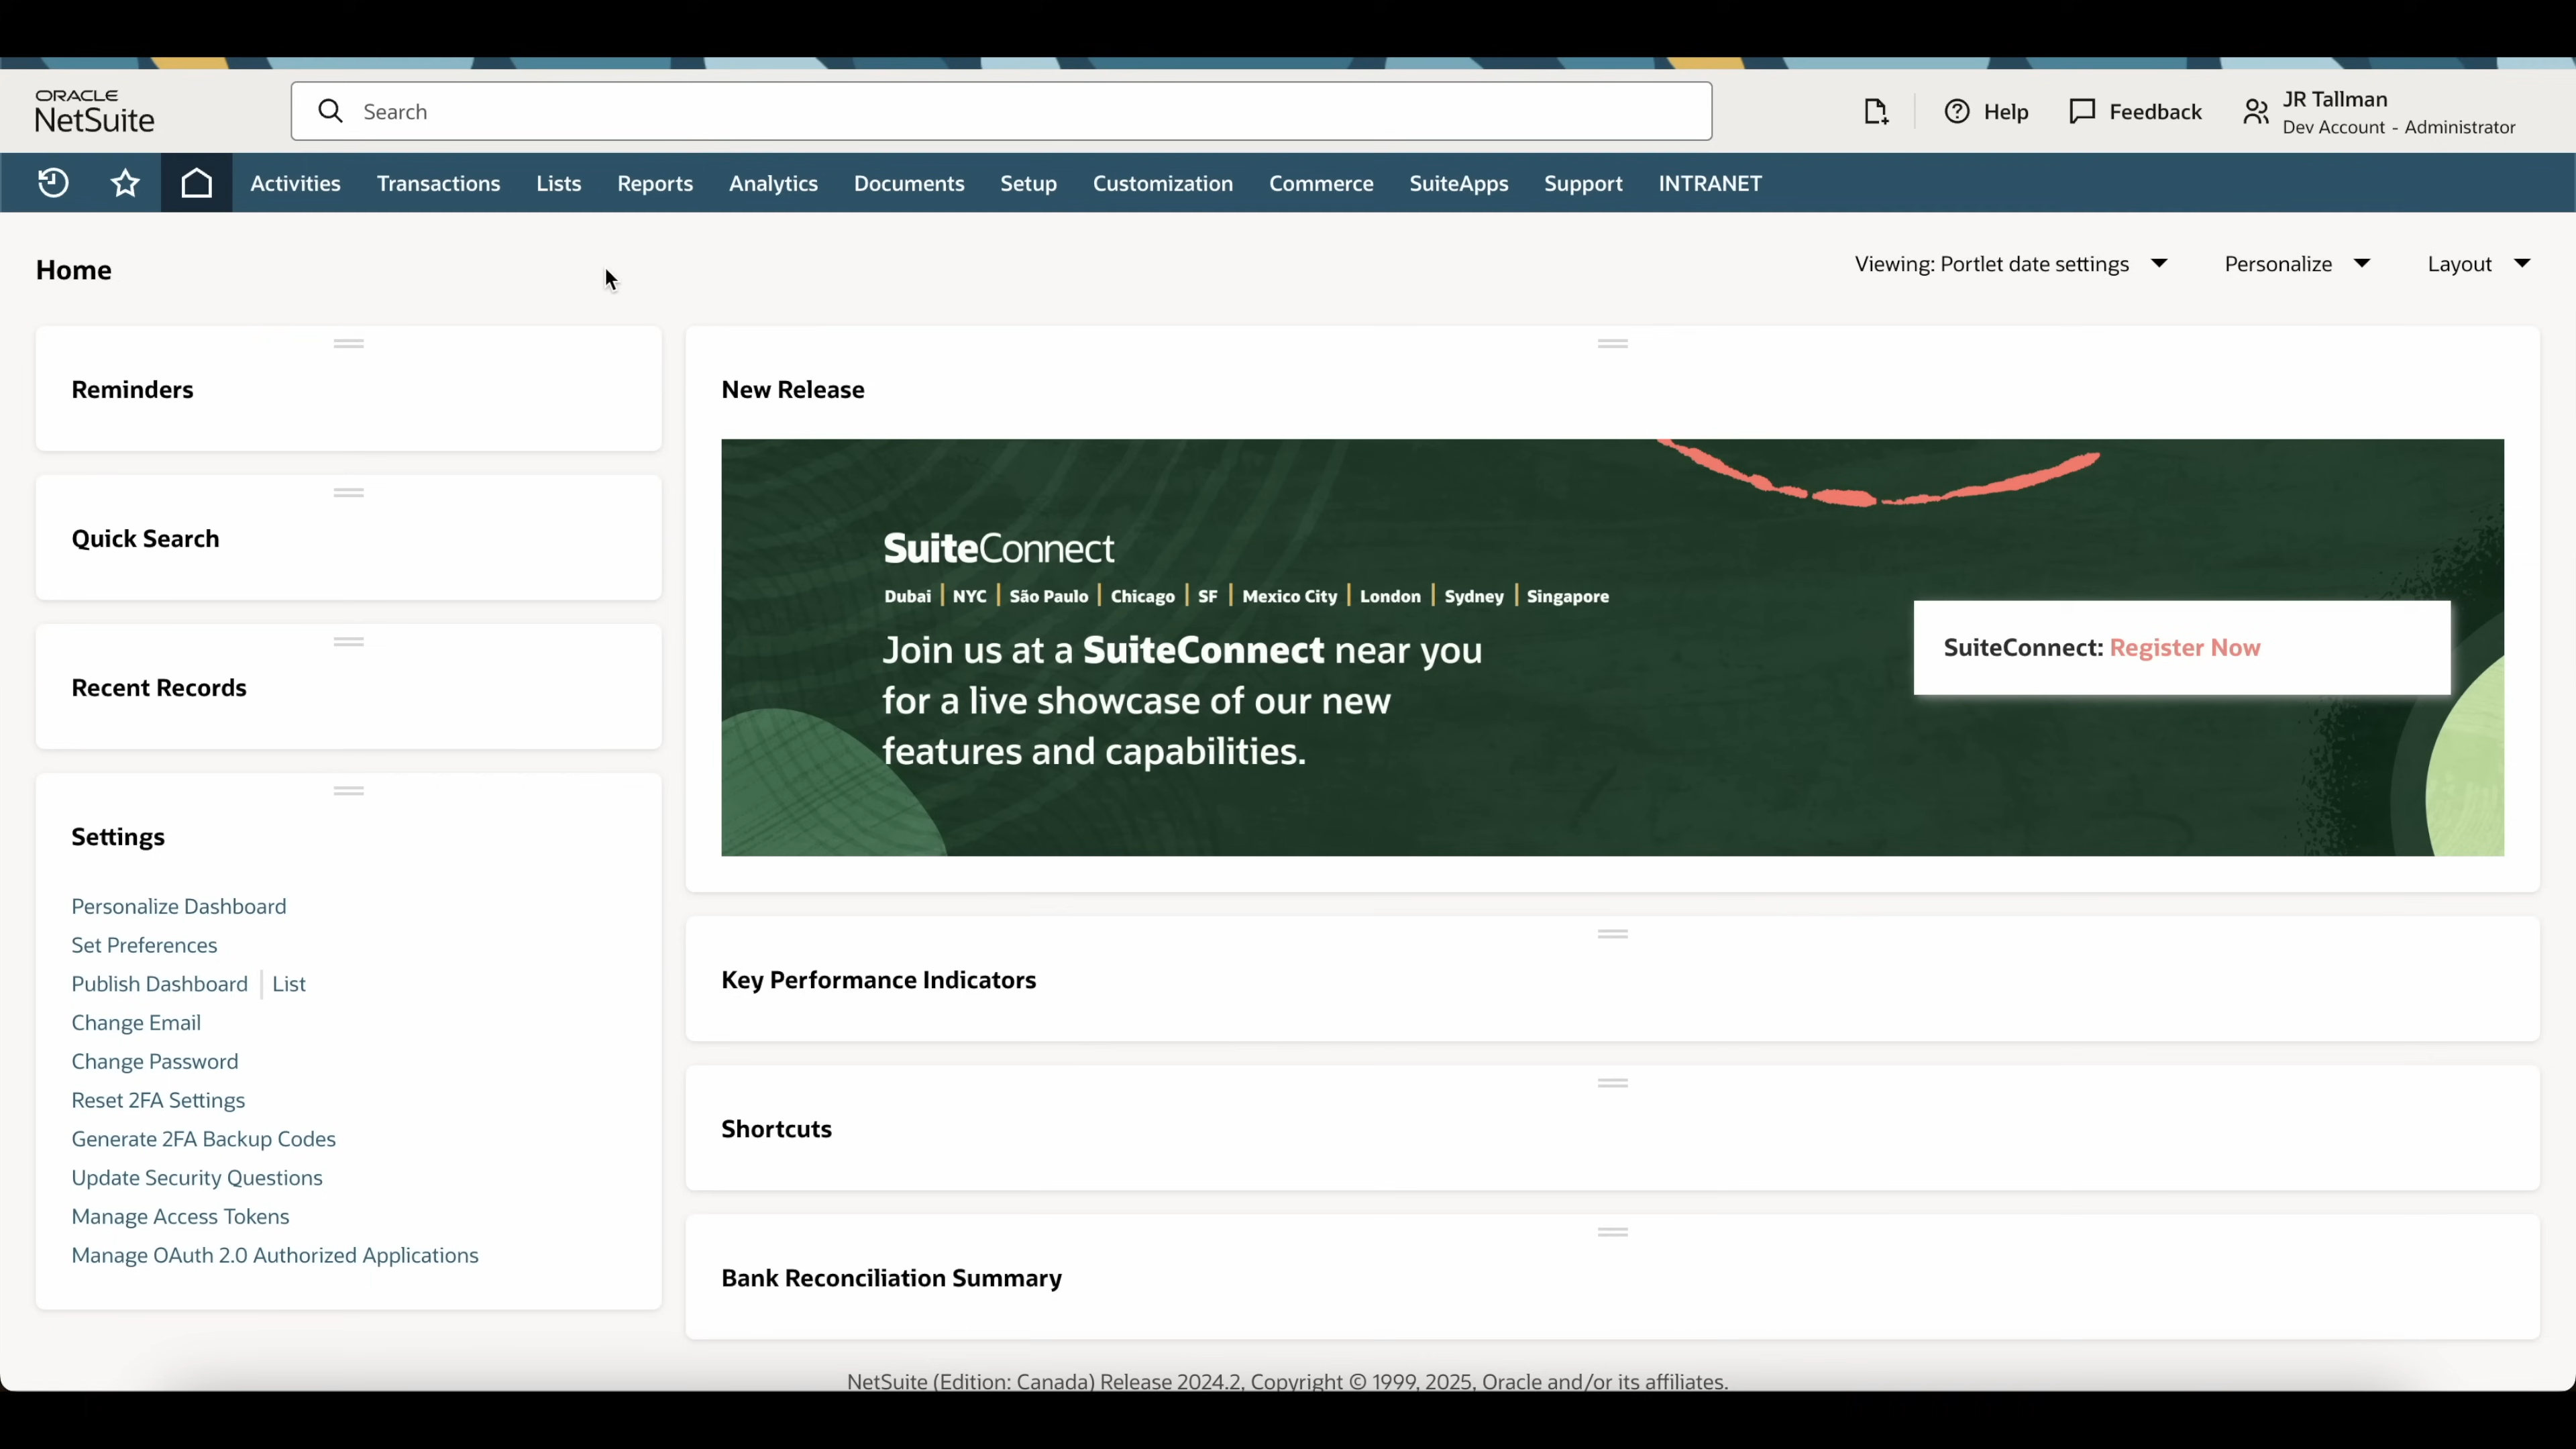 ORACLE
NetSuite
Search
Help
Feedback
JR Tallman
Dev Account - Administrator
Activities
Transactions
Lists
Reports
Analytics
Documents
Setup
Customization
Commerce
SuiteApps
Support
INTRANET
Home
Viewing: Portlet date settings
Personalize
Layout
Reminders
Quick Search
Recent Records
Settings
Personalize Dashboard
Set Preferences
Publish Dashboard | List
Change Email
Change Password
Reset 2FA Settings
Generate 2FA Backup Codes
Update Security Questions
Manage Access Tokens
Manage OAuth 2.0 Authorized Applications
New Release
SuiteConnect
Dubai | NYC | São Paulo | Chicago | SF | Mexico City | London | Sydney | Singapore
Join us at a SuiteConnect near you
for a live showcase of our new
features and capabilities.
SuiteConnect: Register Now
Key Performance Indicators
Shortcuts
Bank Reconciliation Summary
NetSuite (Edition: Canada) Release 2024.2, Copyright © 1999, 2025, Oracle and/or its affiliates.